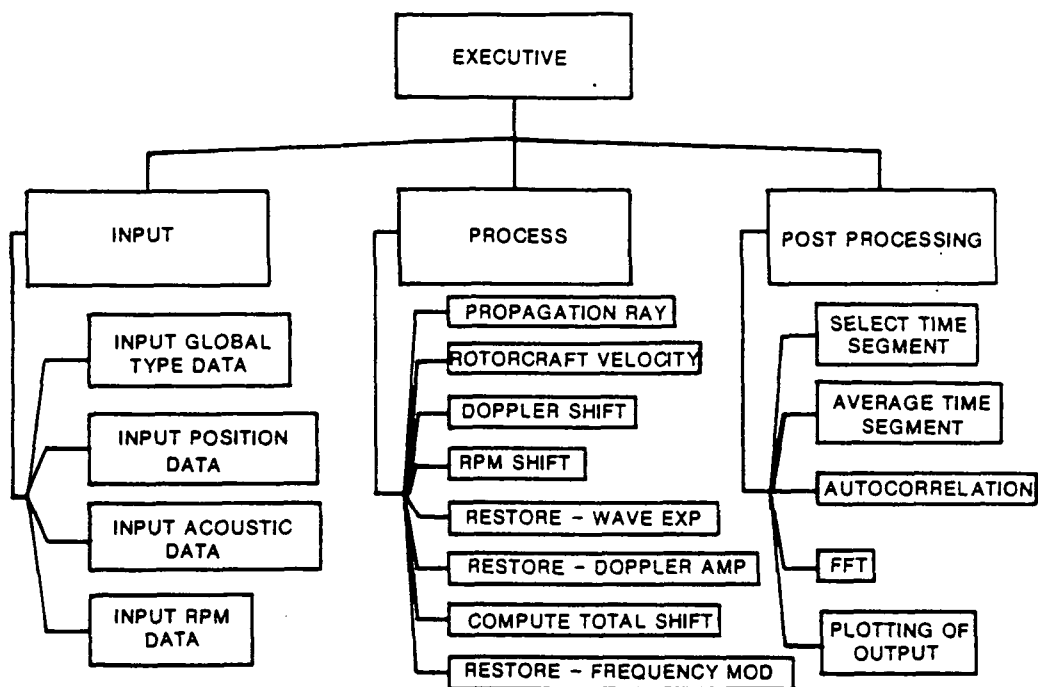 EXECUTIVE
INPUT
PROCESS
POST PROCESSING
INPUT GLOBAL
TYPE DATA
INPUT POSITION
DATA
INPUT ACOUSTIC
DATA
INPUT RPM
DATA
PROPAGATION RAY
ROTORCRAFT VELOCITY
DOPPLER SHIFT
RPM SHIFT
RESTORE - WAVE EXP
RESTORE - DOPPLER AMP
COMPUTE TOTAL SHIFT
RESTORE - FREQUENCY MOD
SELECT TIME
SEGMENT
AVERAGE TIME
SEGMENT
AUTOCORRELATION
FFT
PLOTTING OF
OUTPUT